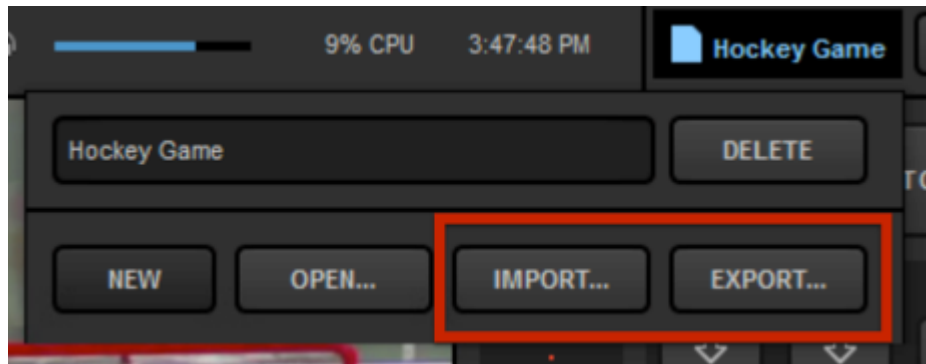 9% CPU 3:47:48 PM Hockey Game
Hockey Game DELETE
NEW OPEN... IMPORT... EXPORT...